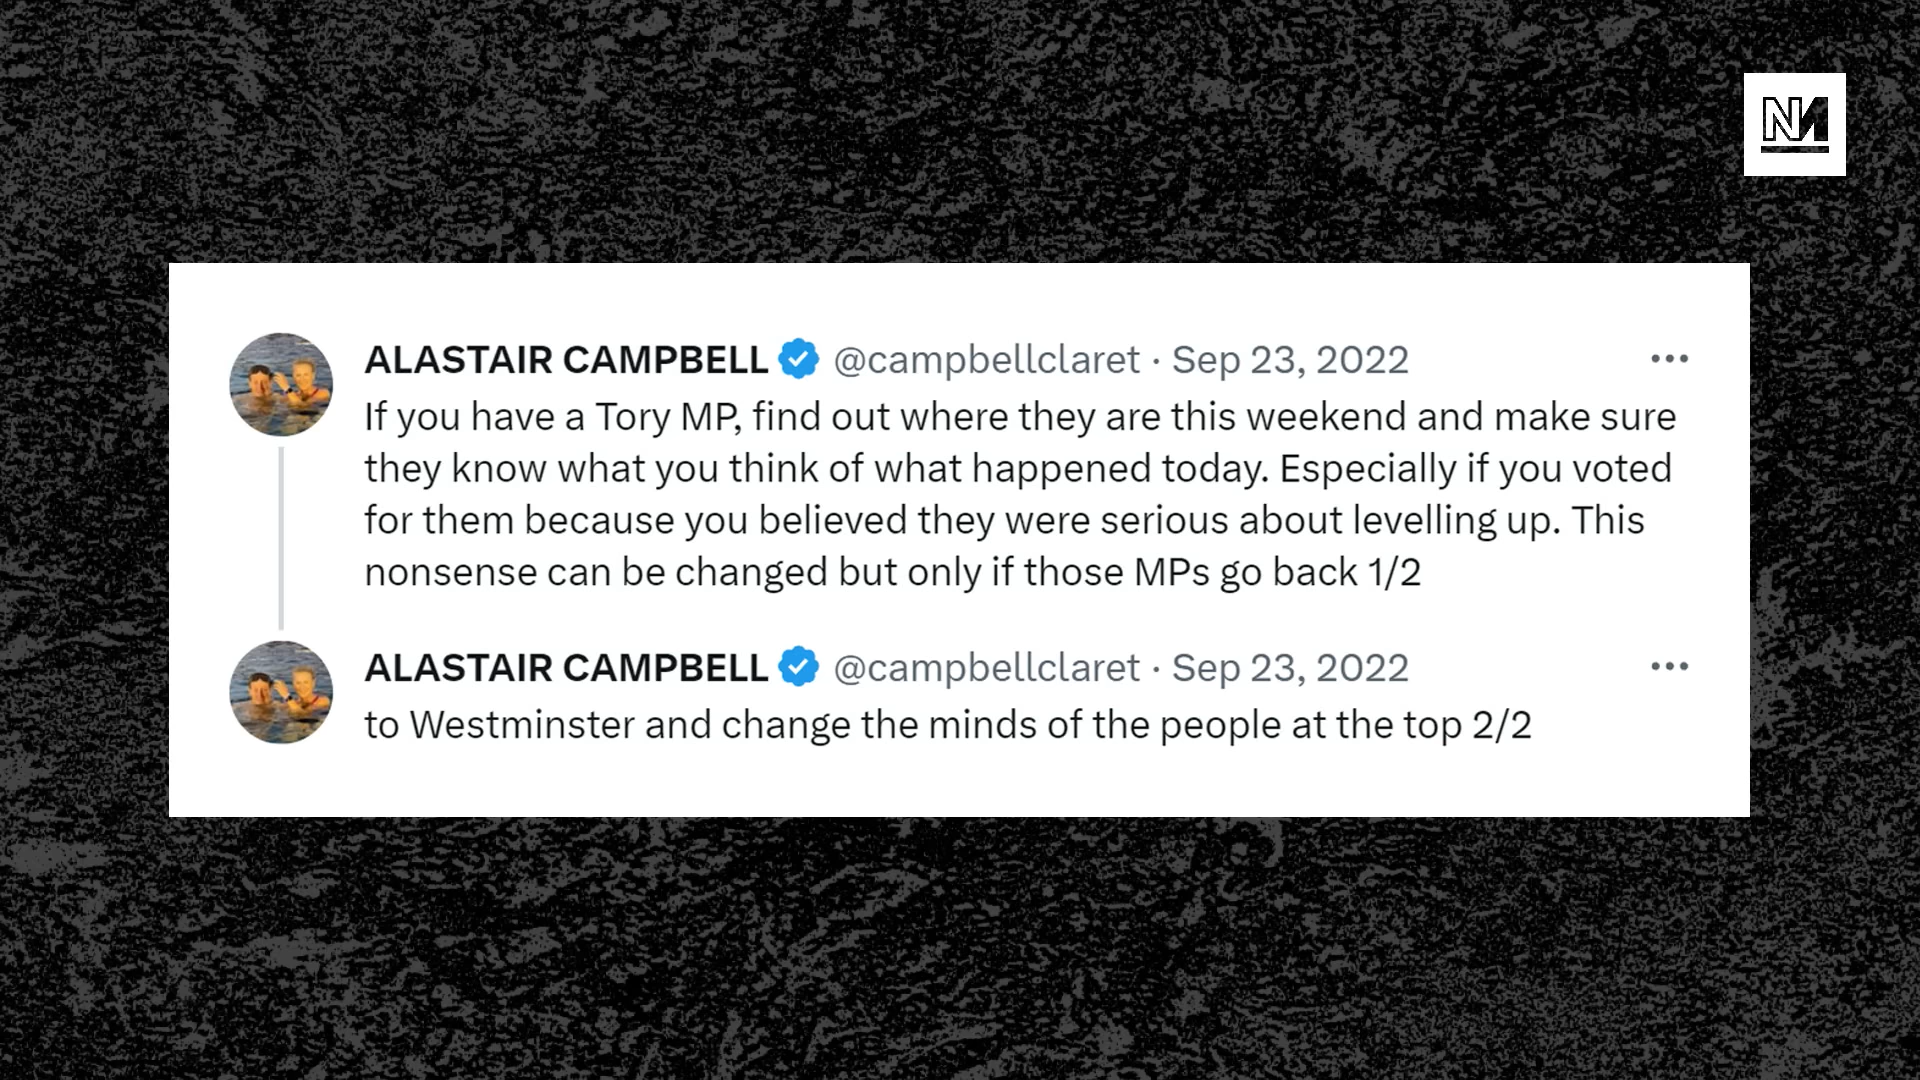 NM
ALASTAIR CAMPBELL @campbellclaret · Sep 23, 2022
If you have a Tory MP, find out where they are this weekend and make sure
they know what you think of what happened today. Especially if you voted
for them because you believed they were serious about levelling up. This
nonsense can be changed but only if those MPs go back 1/2
ALASTAIR CAMPBELL @campbellclaret · Sep 23, 2022
to Westminster and change the minds of the people at the top 2/2